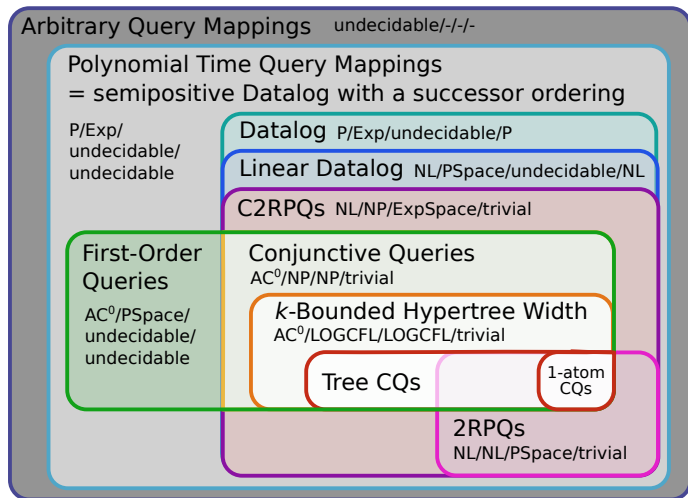 Arbitrary Query Mappings undecidable/-/-/-
Polynomial Time Query Mappings
= semipositive Datalog with a successor ordering
P/Exp/
undecidable/
undecidable
Datalog P/Exp/undecidable/P
Linear Datalog NL/PSpace/undecidable/NL
C2RPQs NL/NP/ExpSpace/trivial
First-Order
Queries
AC⁰/PSpace/
undecidable/
undecidable
Conjunctive Queries
AC⁰/NP/NP/trivial
k-Bounded Hypertree Width
AC⁰/LOGCFL/LOGCFL/trivial
Tree CQs
1-atom
CQs
2RPQs
NL/NL/PSpace/trivial